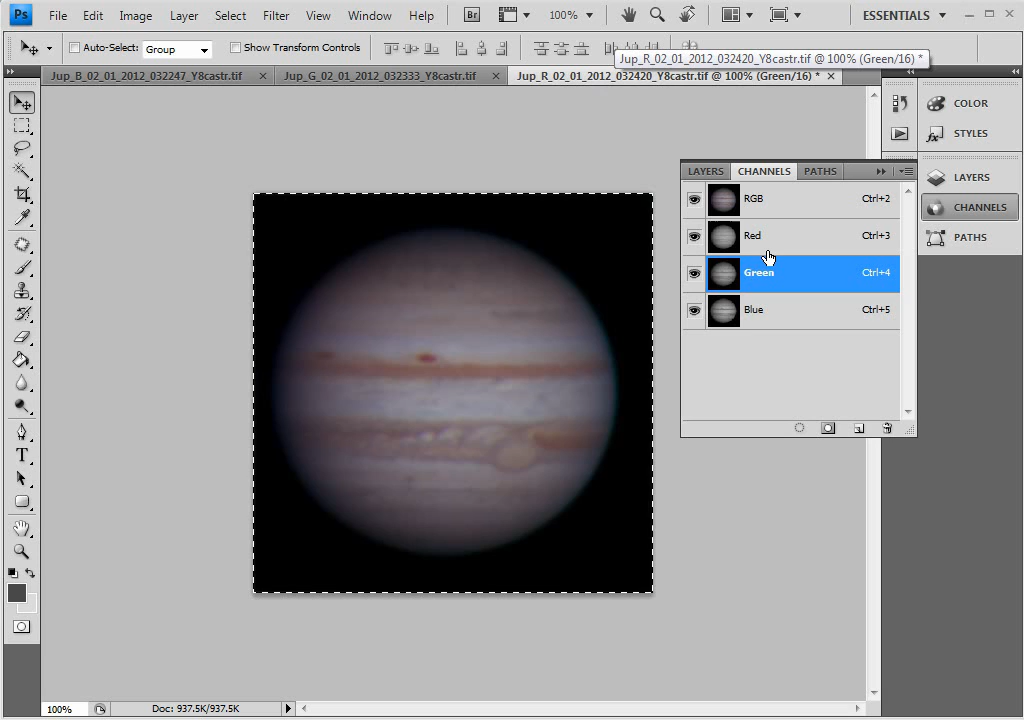 Ps File Edit Image Layer Select Filter View Window Help Br 100% ESSENTIALS
Auto-Select: Group Show Transform Controls
Jup_R_02_01_2012_032420_Y8castr.tif @ 100% (Green/16) *
Jup_B_02_01_2012_032247_Y8castr.tif Jup_G_02_01_2012_032333_Y8castr.tif Jup_R_02_01_2012_032420_Y8castr.tif @ 100% (Green/16) *
COLOR
STYLES
LAYERS CHANNELS PATHS
LAYERS
CHANNELS
PATHS
RGB Ctrl+2
Red Ctrl+3
Green Ctrl+4
Blue Ctrl+5
T
100% Doc: 937.5K/937.5K